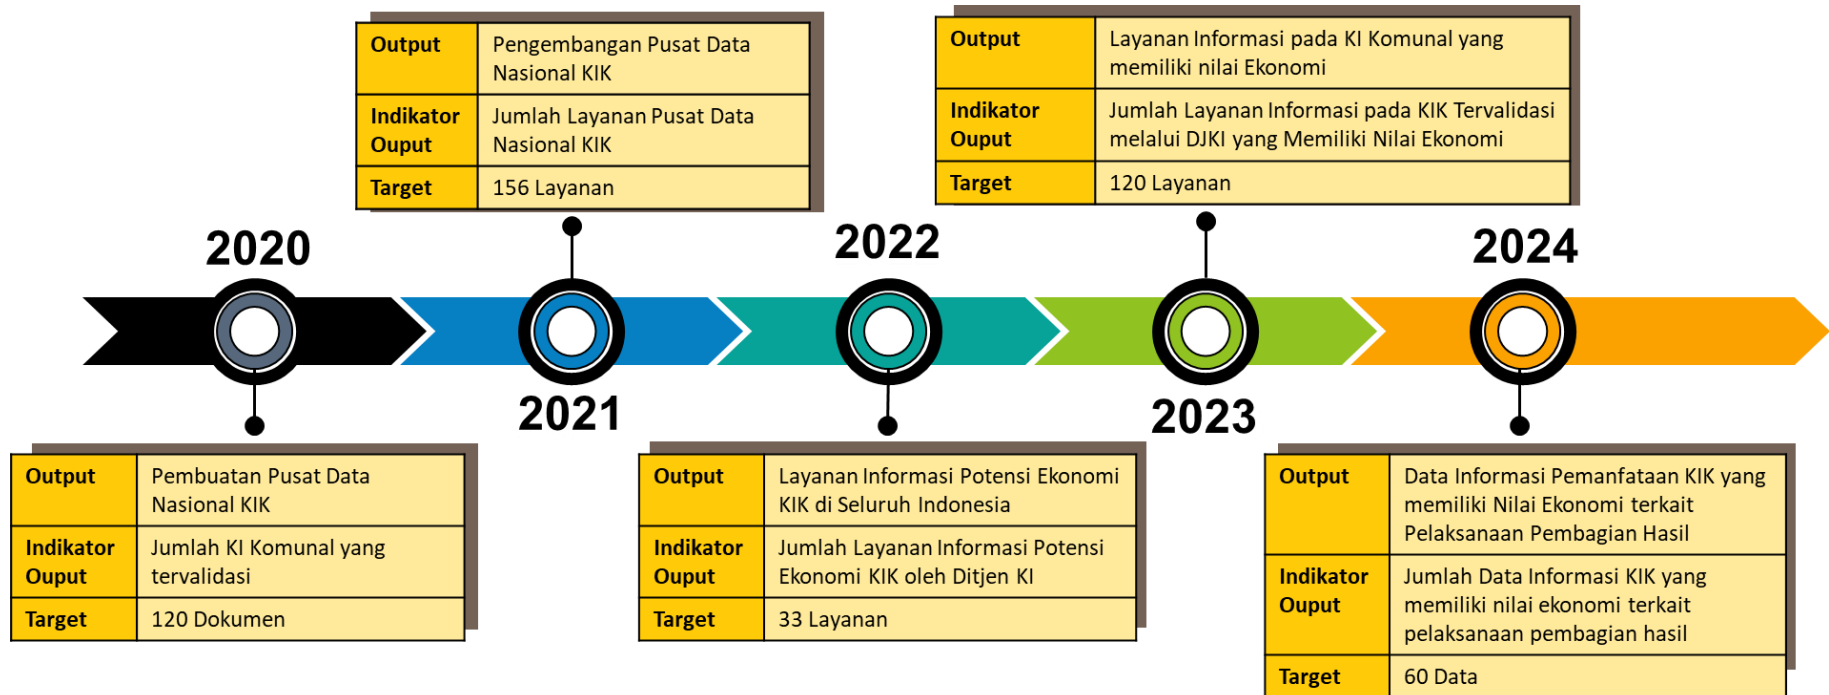 2020
Output
Pembuatan Pusat Data
Nasional KIK
Indikator
Ouput
Jumlah KI Komunal yang
tervalidasi
Target
120 Dokumen
2021
Output
Pengembangan Pusat Data
Nasional KIK
Indikator
Ouput
Jumlah Layanan Pusat Data
Nasional KIK
Target
156 Layanan
2022
Output
Layanan Informasi Potensi Ekonomi
KIK di Seluruh Indonesia
Indikator
Ouput
Jumlah Layanan Informasi Potensi
Ekonomi KIK oleh Ditjen KI
Target
33 Layanan
2023
Output
Layanan Informasi pada KI Komunal yang
memiliki nilai Ekonomi
Indikator
Ouput
Jumlah Layanan Informasi pada KIK Tervalidasi
melalui DJKI yang Memiliki Nilai Ekonomi
Target
120 Layanan
2024
Output
Data Informasi Pemanfataan KIK yang
memiliki Nilai Ekonomi terkait
Pelaksanaan Pembagian Hasil
Indikator
Ouput
Jumlah Data Informasi KIK yang
memiliki nilai ekonomi terkait
pelaksanaan pembagian hasil
Target
60 Data